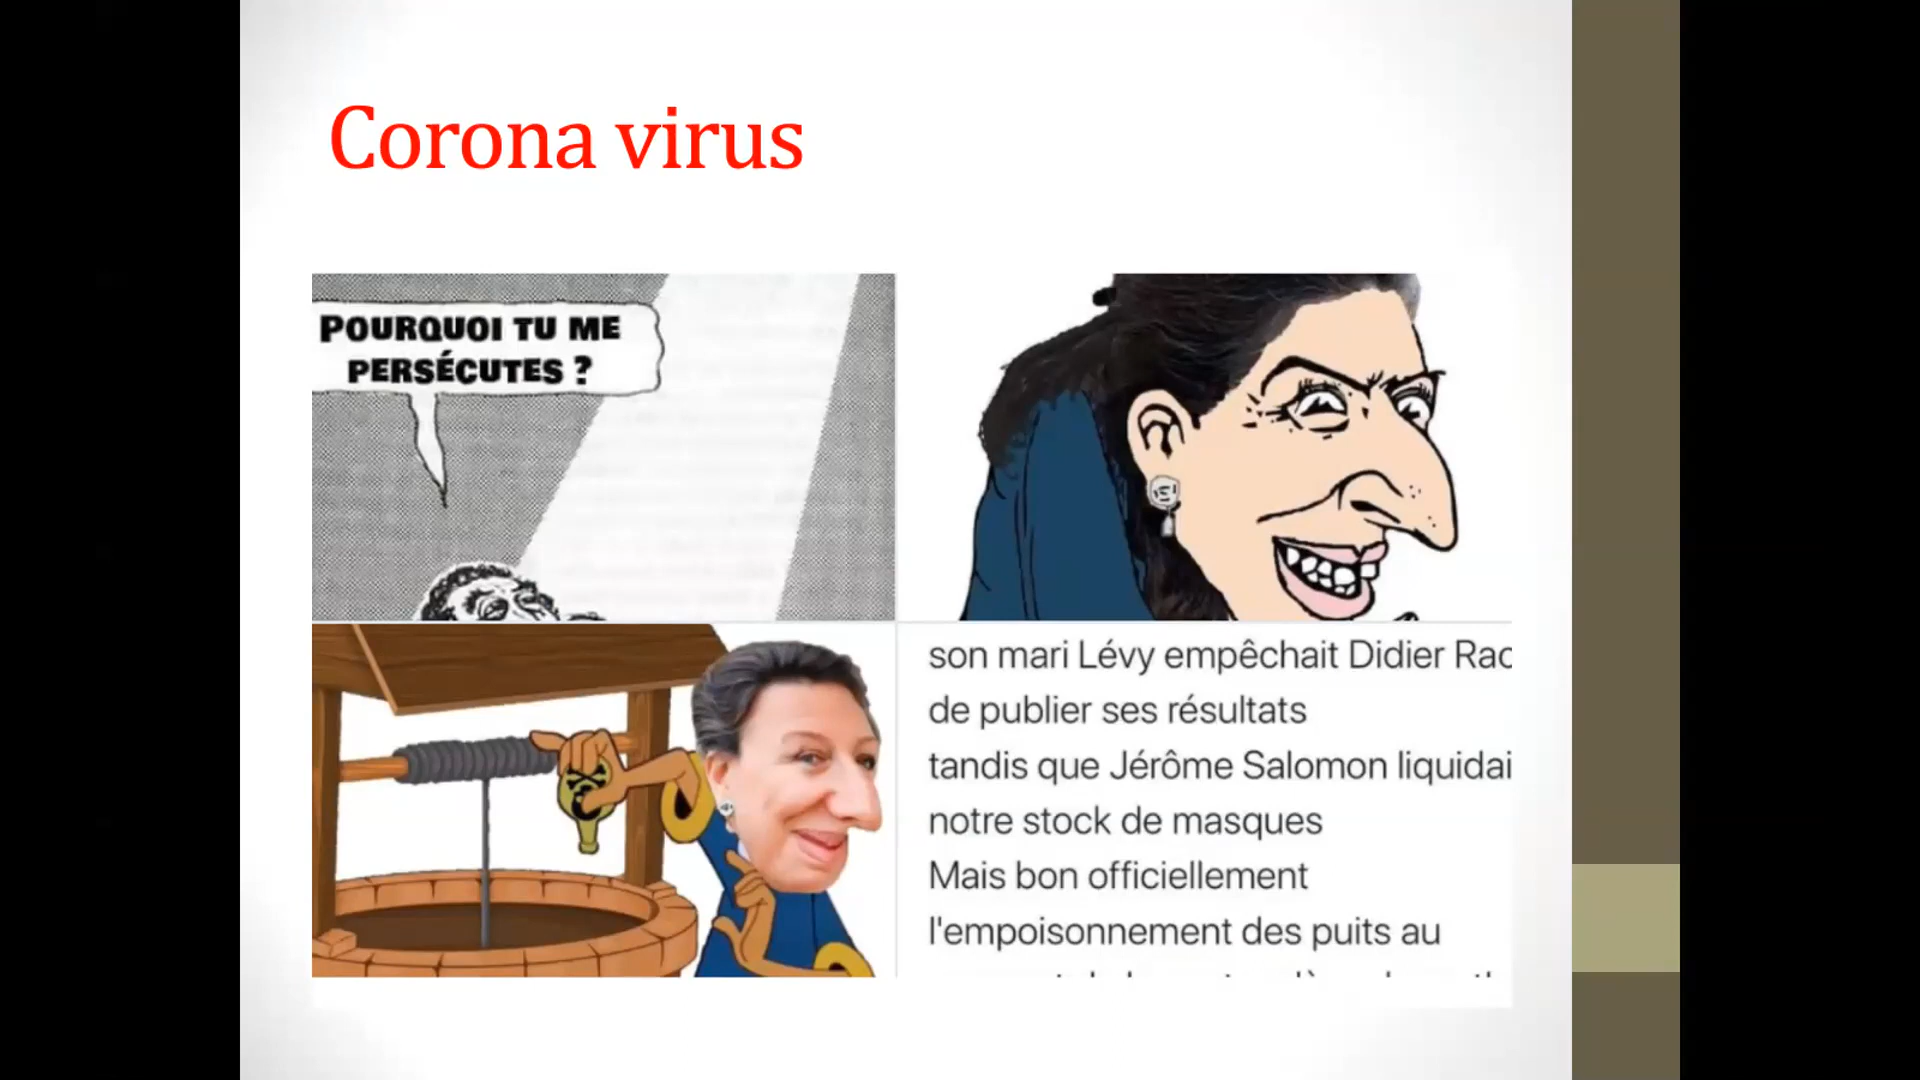 Corona virus
POURQUOI TU ME
PERSÉCUTES ?
son mari Lévy empêchait Didier
de publier ses résultats
tandis que Jérôme Salomon liquidai
notre stock de masques
Mais bon officiellement
l'empoisonnement des puits au